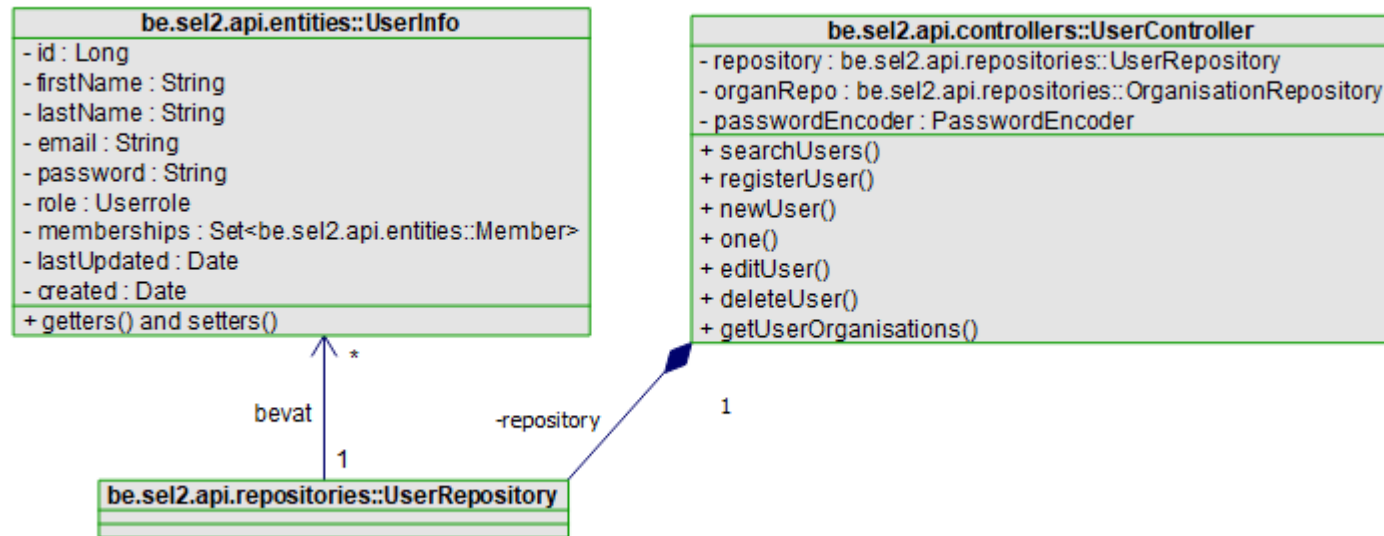 be.sel2.api.entities::UserInfo
- id : Long
- firstName : String
- lastName : String
- email : String
- password : String
- role : Userrole
- memberships : Set<be.sel2.api.entities::Member>
- lastUpdated : Date
- created : Date
+ getters() and setters()
be.sel2.api.controllers::UserController
- repository : be.sel2.api.repositories::UserRepository
- organRepo : be.sel2.api.repositories::OrganisationRepository
- passwordEncoder : PasswordEncoder
+ searchUsers()
+ registerUser()
+ newUser()
+ one()
+ editUser()
+ deleteUser()
+ getUserOrganisations()
*
bevat
1
-repository
1
be.sel2.api.repositories::UserRepository